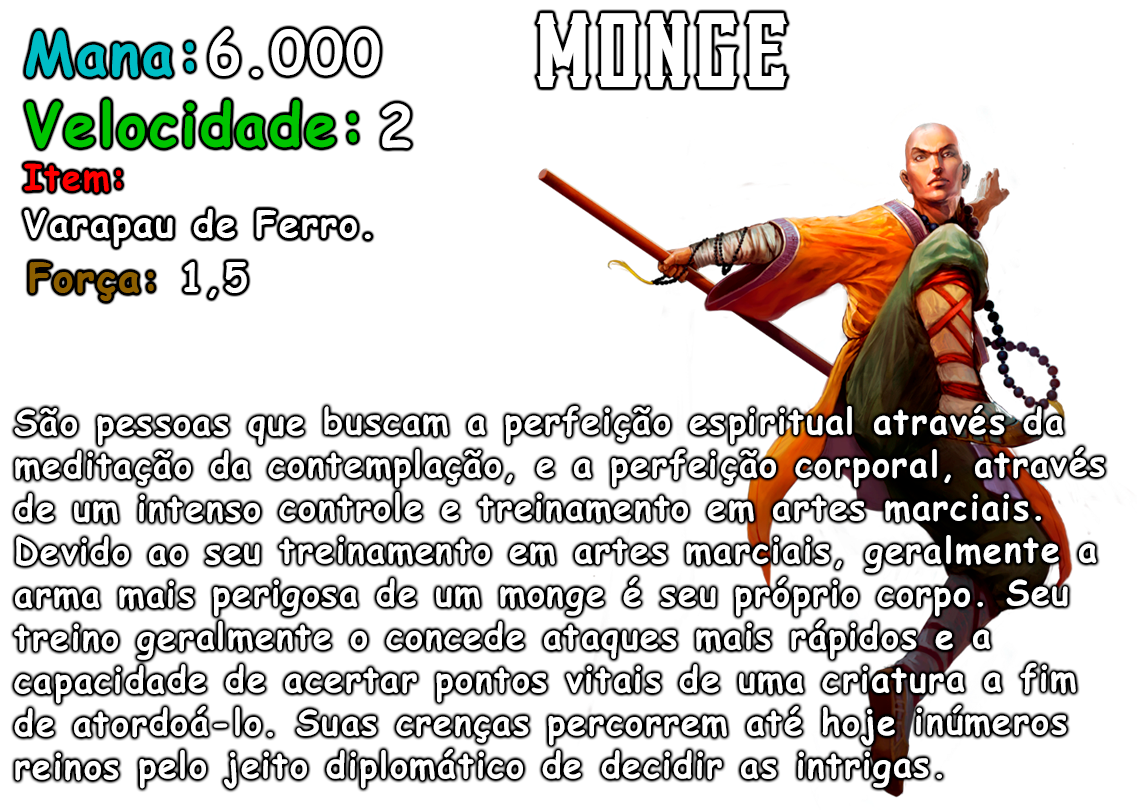 MONGE
Mana: 6.000
Velocidade: 2
Item:
Varapau de Ferro.
Força: 1,5
São pessoas que buscam a perfeição espiritual através da
meditação da contemplação, e a perfeição corporal, através
de um intenso controle e treinamento em artes marciais.
Devido ao seu treinamento em artes marciais, geralmente a
arma mais perigosa de um monge é seu próprio corpo. Seu
treino geralmente o concede ataques mais rápidos e a
capacidade de acertar pontos vitais de uma criatura a fim
de atordoá-lo. Suas crenças percorrem até hoje inúmeros
reinos pelo jeito diplomático de decidir as intrigas.